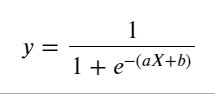 y = 1 / (1 + e^−(aX+b))